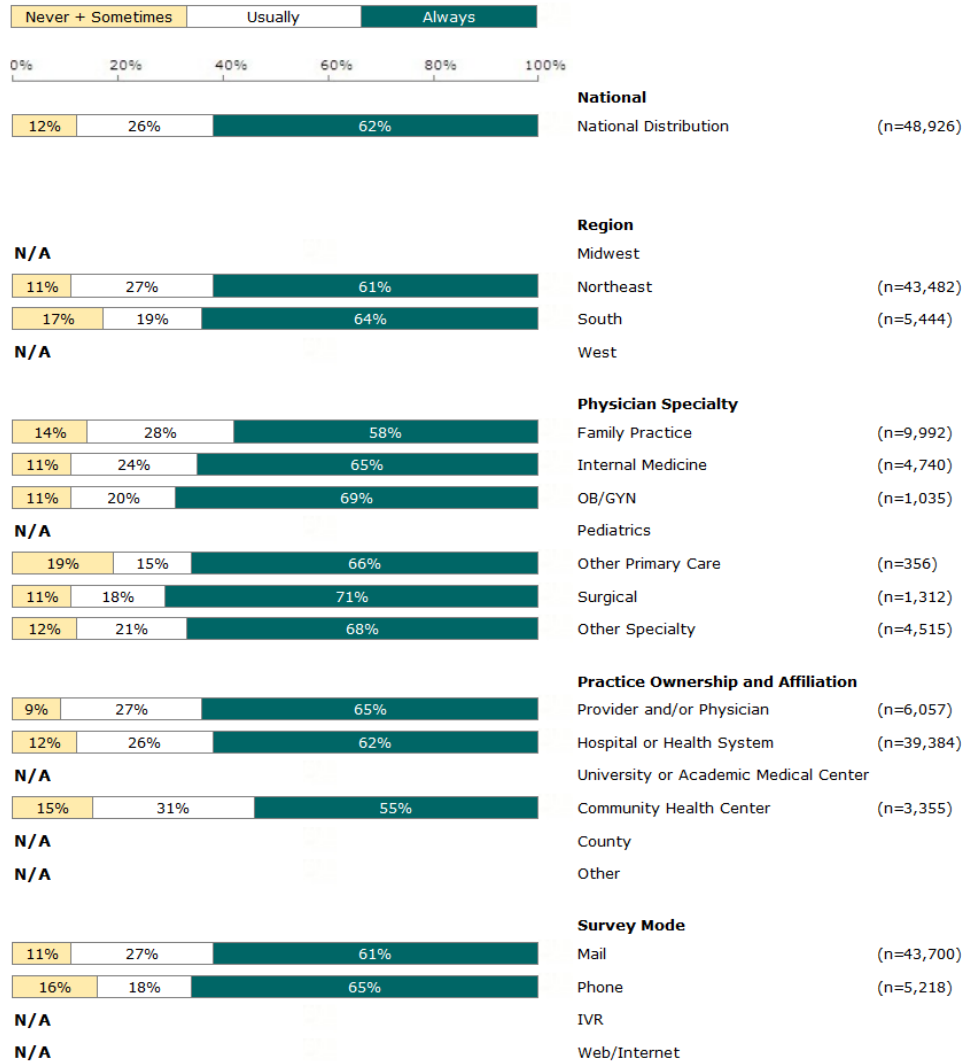 Never + Sometimes Usually Always
0% 20% 40% 60% 80% 100%
National
12% 26% 62% National Distribution (n=48,926)
Region
N/A Midwest
11% 27% 61% Northeast (n=43,482)
17% 19% 64% South (n=5,444)
N/A West
Physician Specialty
14% 28% 58% Family Practice (n=9,992)
11% 24% 65% Internal Medicine (n=4,740)
11% 20% 69% OB/GYN (n=1,035)
N/A Pediatrics
19% 15% 66% Other Primary Care (n=356)
11% 18% 71% Surgical (n=1,312)
12% 21% 68% Other Specialty (n=4,515)
Practice Ownership and Affiliation
9% 27% 65% Provider and/or Physician (n=6,057)
12% 26% 62% Hospital or Health System (n=39,384)
N/A University or Academic Medical Center
15% 31% 55% Community Health Center (n=3,355)
N/A County
N/A Other
Survey Mode
11% 27% 61% Mail (n=43,700)
16% 18% 65% Phone (n=5,218)
N/A IVR
N/A Web/Internet